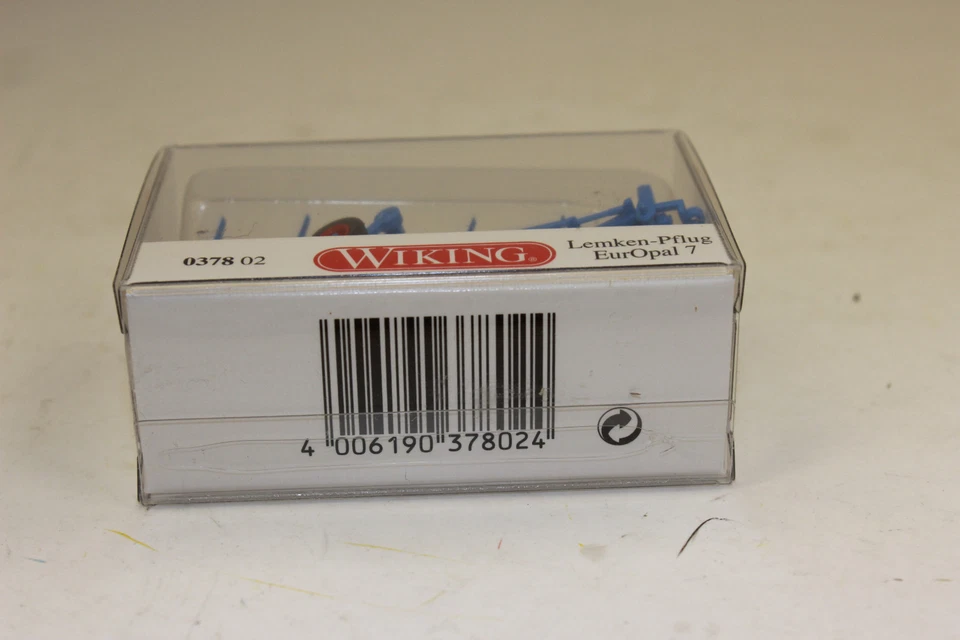 0378 02
WIKING®
Lemken-Pflug
EurOpal 7
4 006190 378024